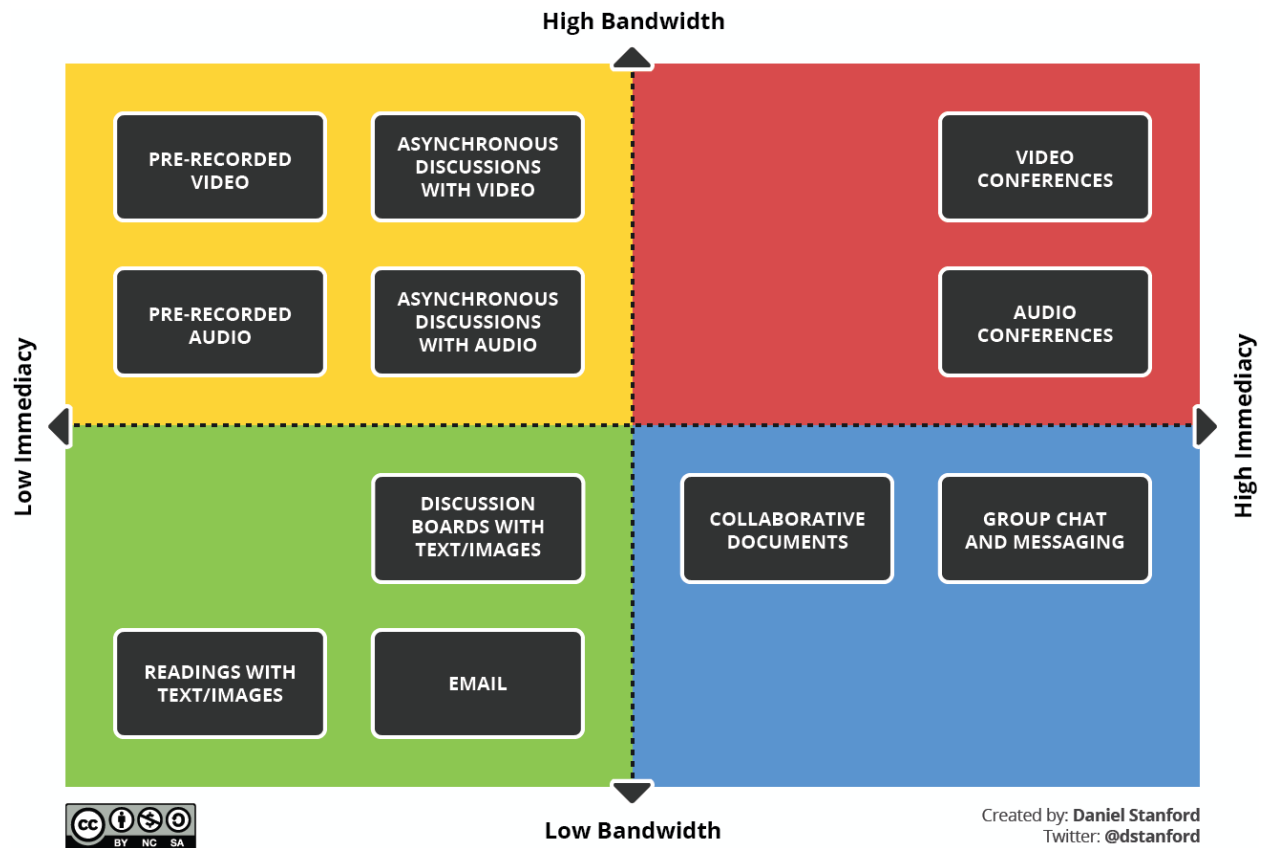 High Bandwidth
PRE-RECORDED
VIDEO
ASYNCHRONOUS
DISCUSSIONS
WITH VIDEO
VIDEO
CONFERENCES
PRE-RECORDED
AUDIO
ASYNCHRONOUS
DISCUSSIONS
WITH AUDIO
AUDIO
CONFERENCES
Low Immediacy
High Immediacy
DISCUSSION
BOARDS WITH
TEXT/IMAGES
COLLABORATIVE
DOCUMENTS
GROUP CHAT
AND MESSAGING
READINGS WITH
TEXT/IMAGES
EMAIL
Low Bandwidth
cc
BY NC SA
Created by: Daniel Stanford
Twitter: @dstanford